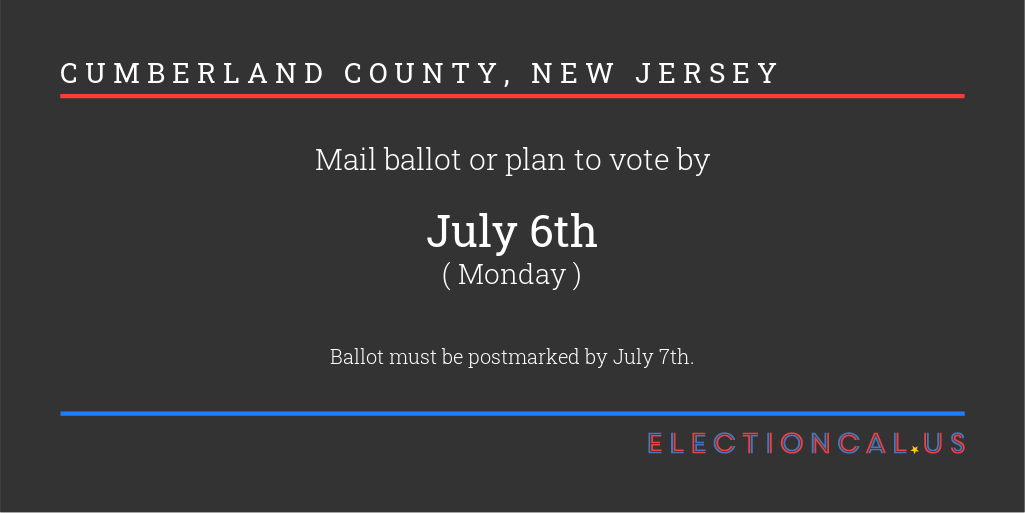 CUMBERLAND COUNTY, NEW JERSEY
Mail ballot or plan to vote by
July 6th
( Monday )
Ballot must be postmarked by July 7th.
ELECTIONCAL.US